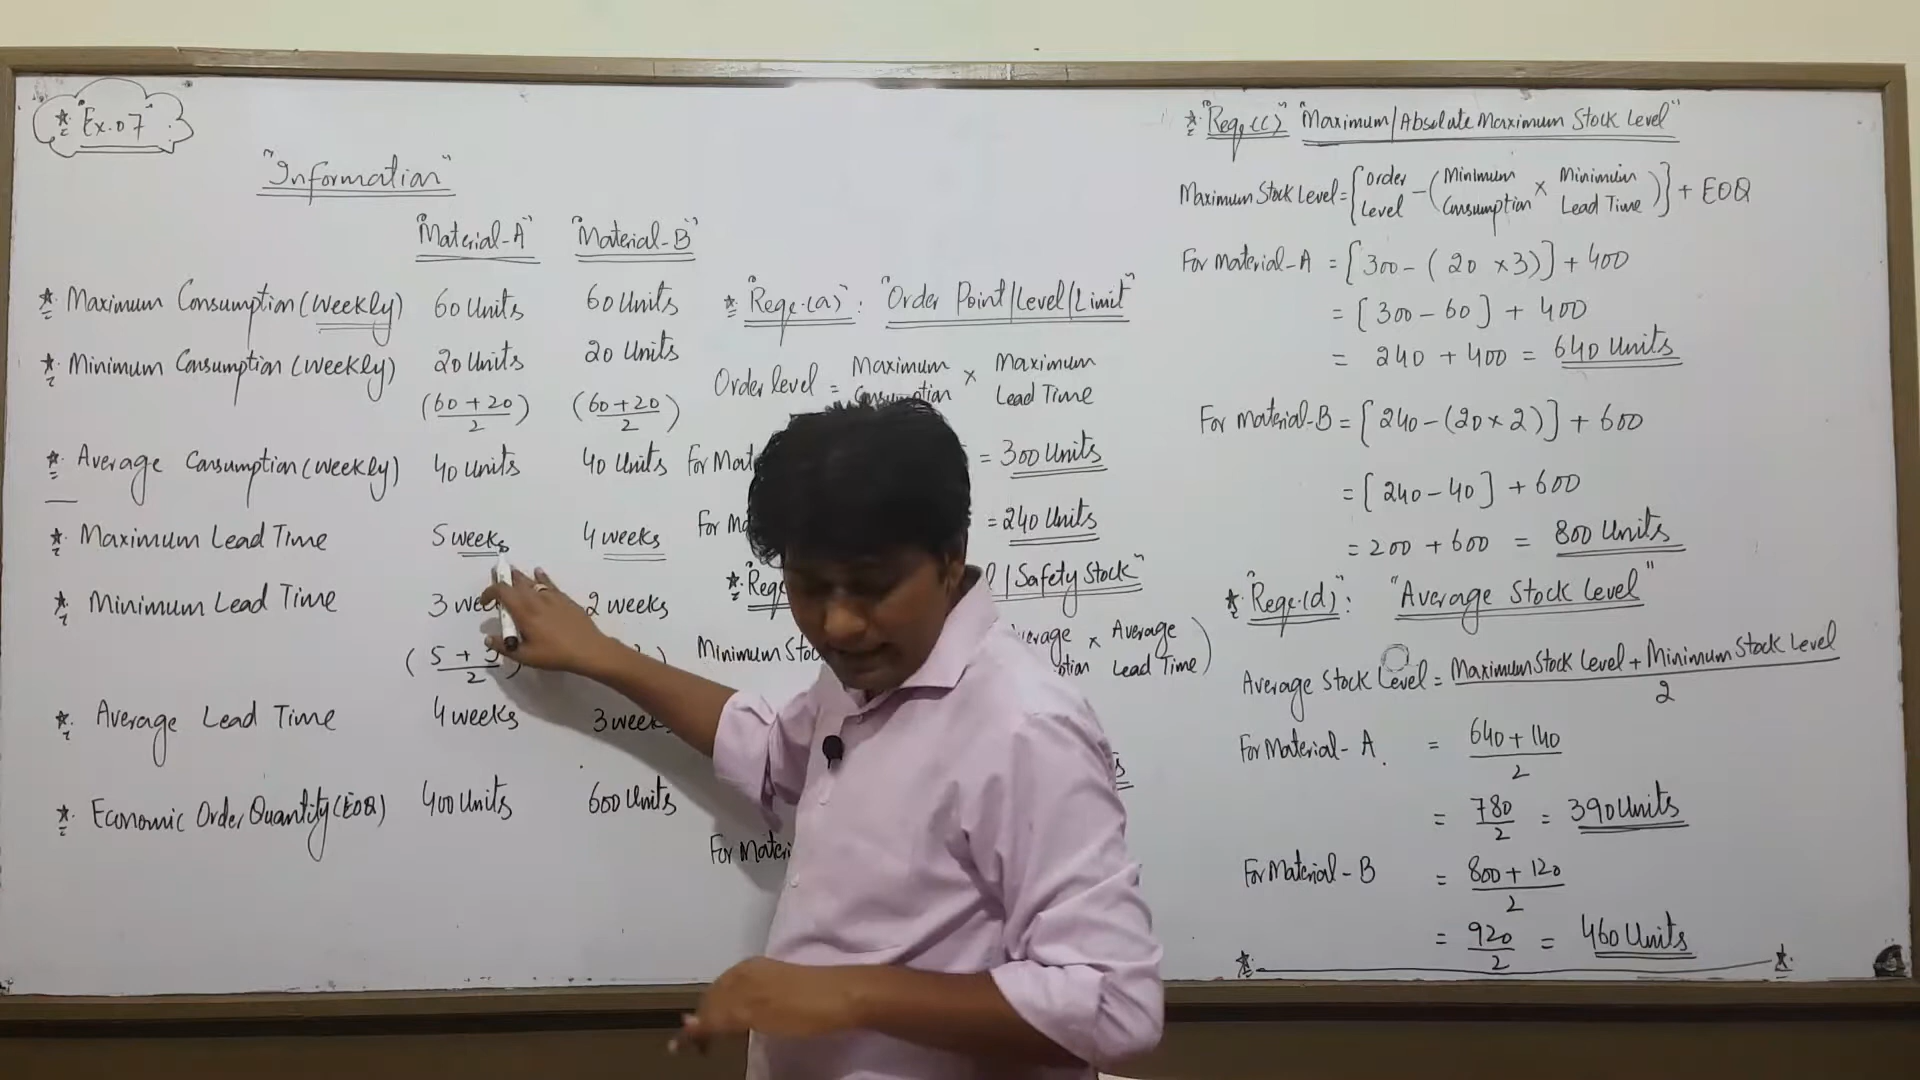 "Ex.07"
"Information"
"Material-A" "Material-B"
Maximum Consumption (Weekly) 60 Units 60 Units
Minimum Consumption (Weekly) 20 Units 20 Units
(60+20)/2 (60+20)/2
Average Consumption (Weekly) 40 Units 40 Units
Maximum Lead Time 5 weeks 4 weeks
Minimum Lead Time 3 2 weeks
(5 +
2
Average Lead Time 4 weeks 3
Economic Order Quantity (EOQ) 400 Units 600 Units
"Reqe.(a)": "Order Point/Level/Limit"
Order level = Maximum × Maximum Lead Time
For = 300 Units
For = 240 Units
/Safety Stock"
Minimum × Average Lead Time)
For
"Reqe(c)" "Maximum/Absolute Maximum Stock Level"
Maximum Stock Level = {Order Level - (Minimum Consumption × Minimum Lead Time)} + EOQ
For Material-A = [300 - (20 × 3)] + 400
= [300 - 60] + 400
= 240 + 400 = 640 Units
For Material-B = [240 - (20 × 2)] + 600
= [240 - 40] + 600
= 200 + 600 = 800 Units
"Reqe.(d)": "Average Stock Level"
Average Stock Level = Maximum Stock Level + Minimum Stock Level
2
For Material-A = 640 + 140
2
= 780/2 = 390 Units
For Material-B = 800 + 120
2
= 920/2 = 460 Units